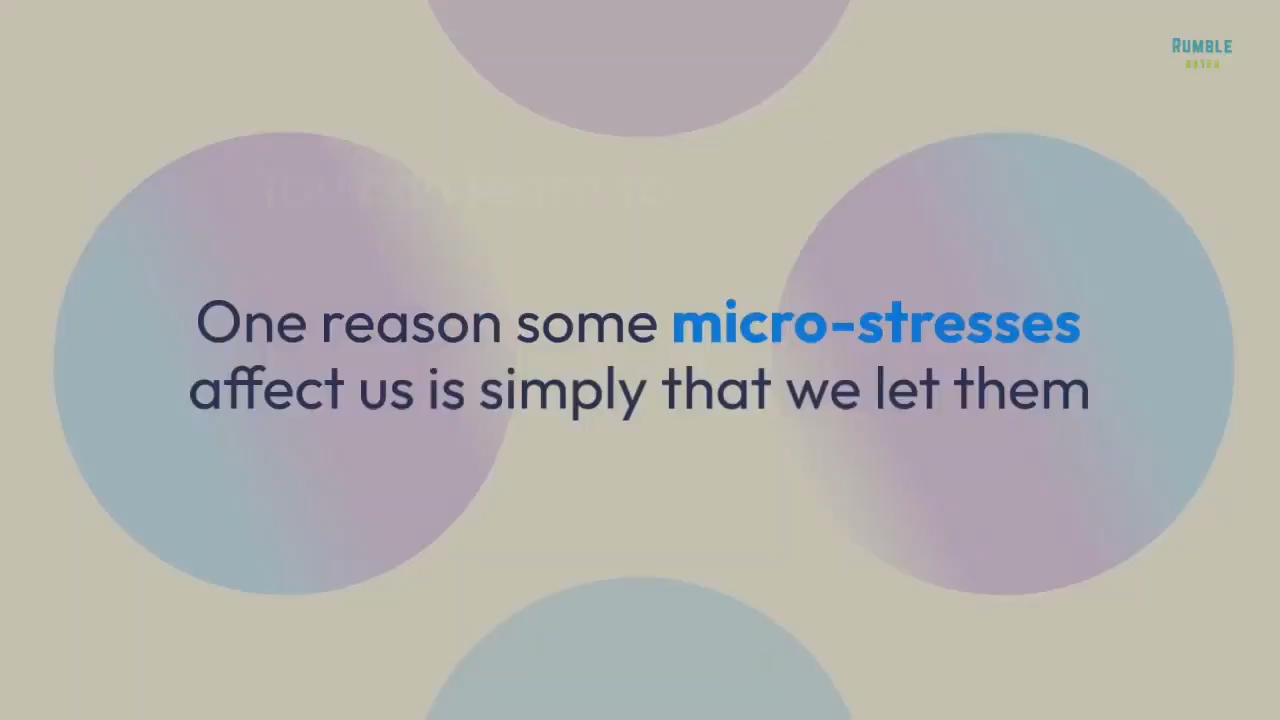 RUMBLE
One reason some micro-stresses
affect us is simply that we let them